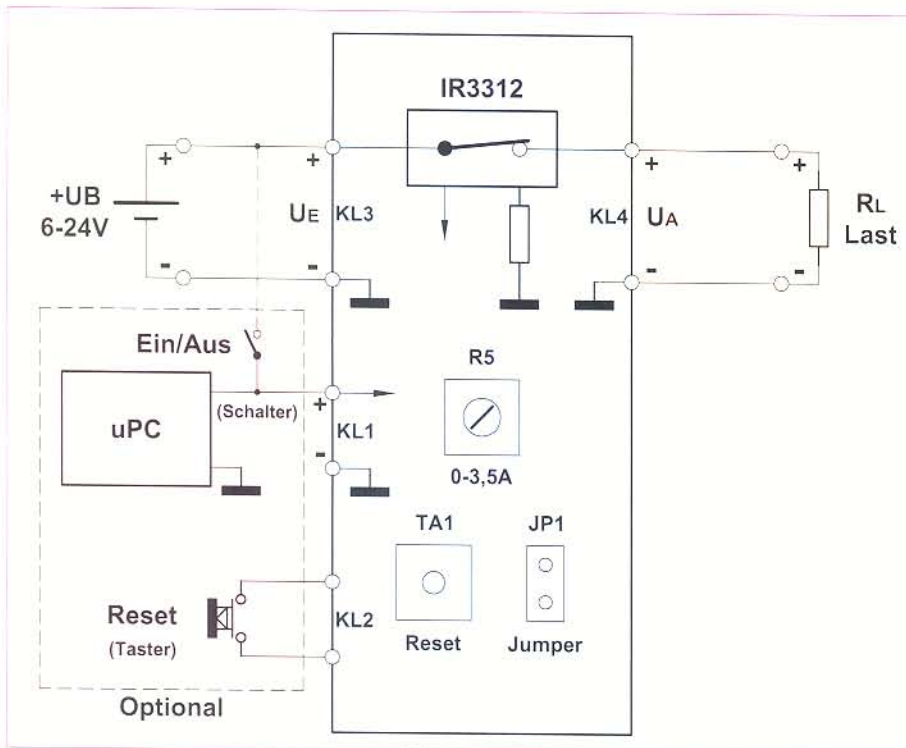 IR3312
+
+
+
+
+UB
6-24V
UE
KL3
KL4
UA
RL
Last
-
-
-
-
Ein/Aus
(Schalter)
uPC
+
KL1
-
R5
0-3,5A
TA1
JP1
Reset
(Taster)
KL2
Reset
Jumper
Optional